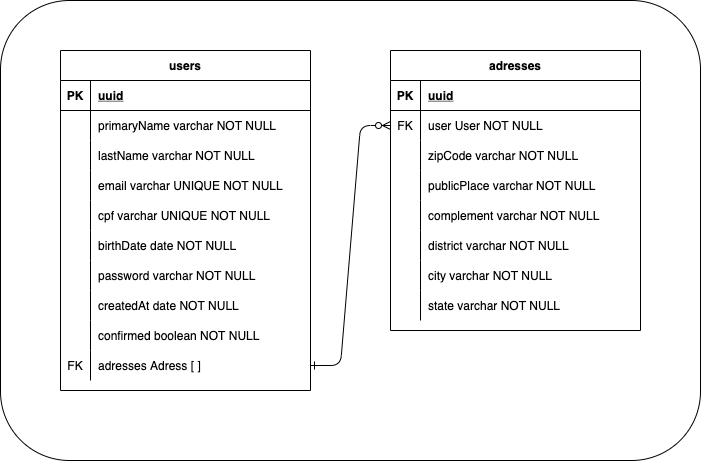 users
PK uuid
primaryName varchar NOT NULL
lastName varchar NOT NULL
email varchar UNIQUE NOT NULL
cpf varchar UNIQUE NOT NULL
birthDate date NOT NULL
password varchar NOT NULL
createdAt date NOT NULL
confirmed boolean NOT NULL
FK adresses Adress [ ]
adresses
PK uuid
FK user User NOT NULL
zipCode varchar NOT NULL
publicPlace varchar NOT NULL
complement varchar NOT NULL
district varchar NOT NULL
city varchar NOT NULL
state varchar NOT NULL